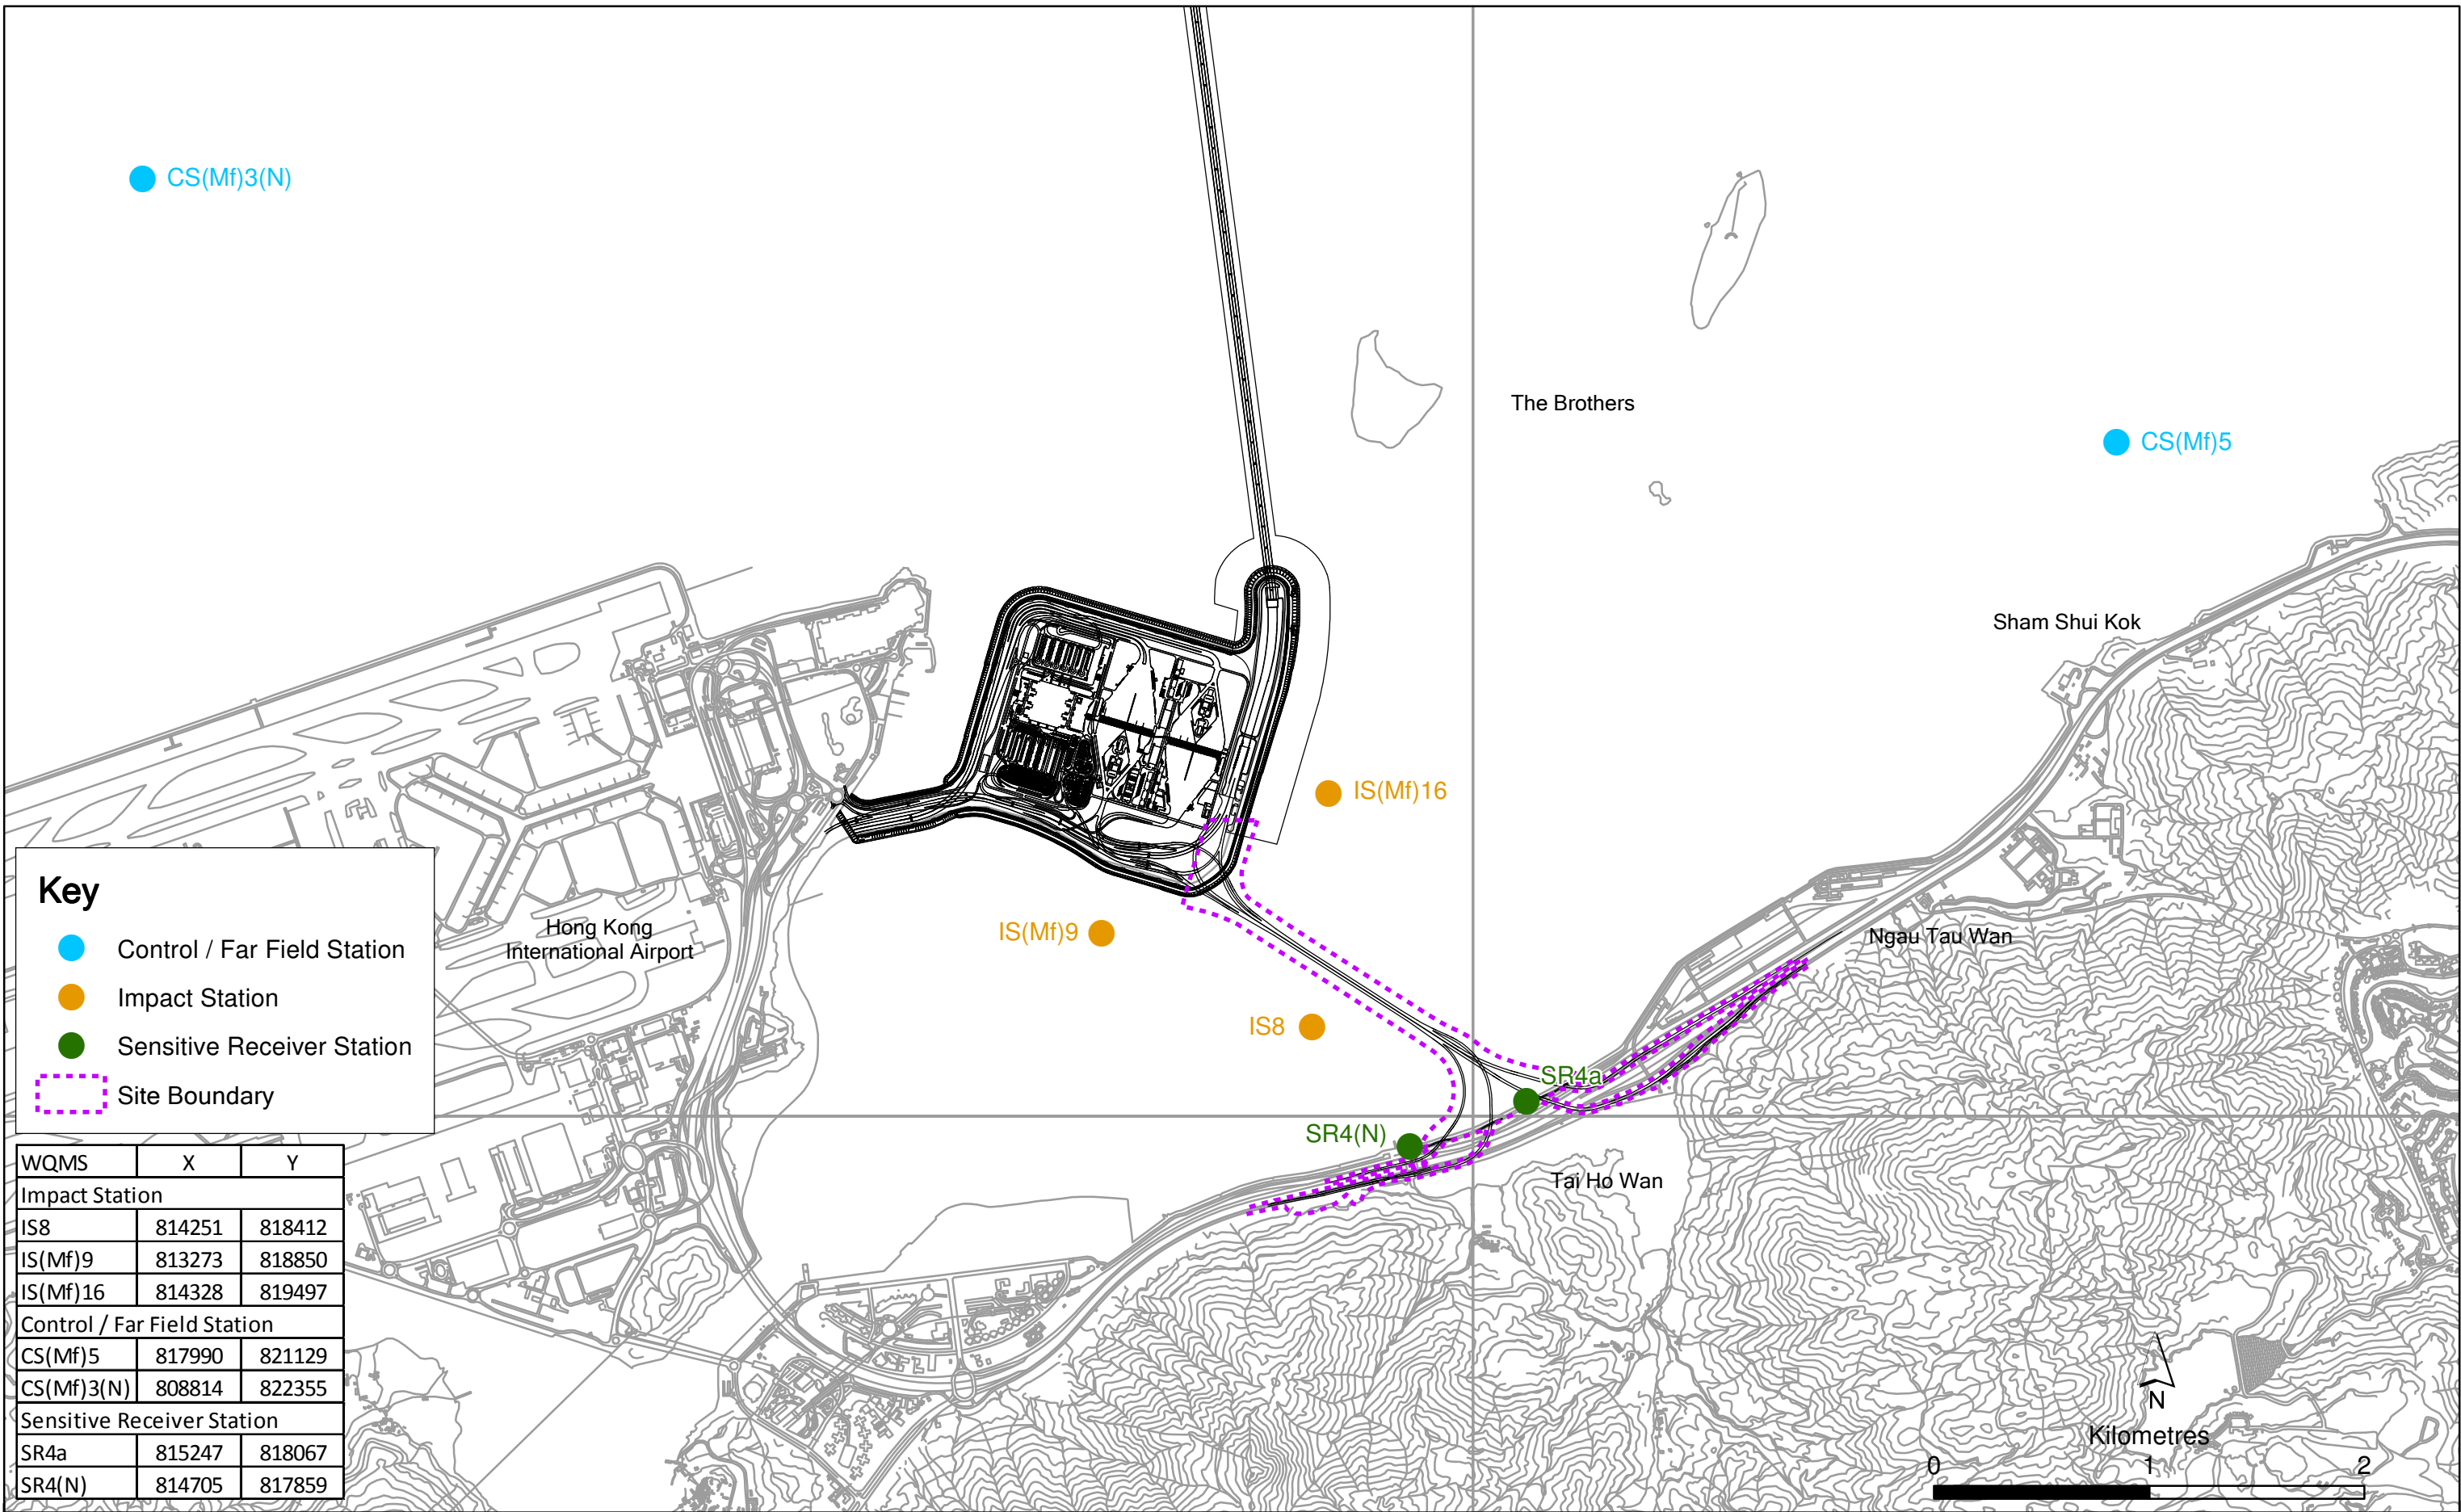 CS(Mf)3(N)
The Brothers
CS(Mf)5
Sham Shui Kok
IS(Mf)16
Key
Control / Far Field Station
Impact Station
Sensitive Receiver Station
Site Boundary
Hong Kong
International Airport
IS(Mf)9
Ngau Tau Wan
IS8
SR4a
SR4(N)
Tai Ho Wan
WQMS X Y
Impact Station
IS8 814251 818412
IS(Mf)9 813273 818850
IS(Mf)16 814328 819497
Control / Far Field Station
CS(Mf)5 817990 821129
CS(Mf)3(N) 808814 822355
Sensitive Receiver Station
SR4a 815247 818067
SR4(N) 814705 817859
N
Kilometres
0 1 2